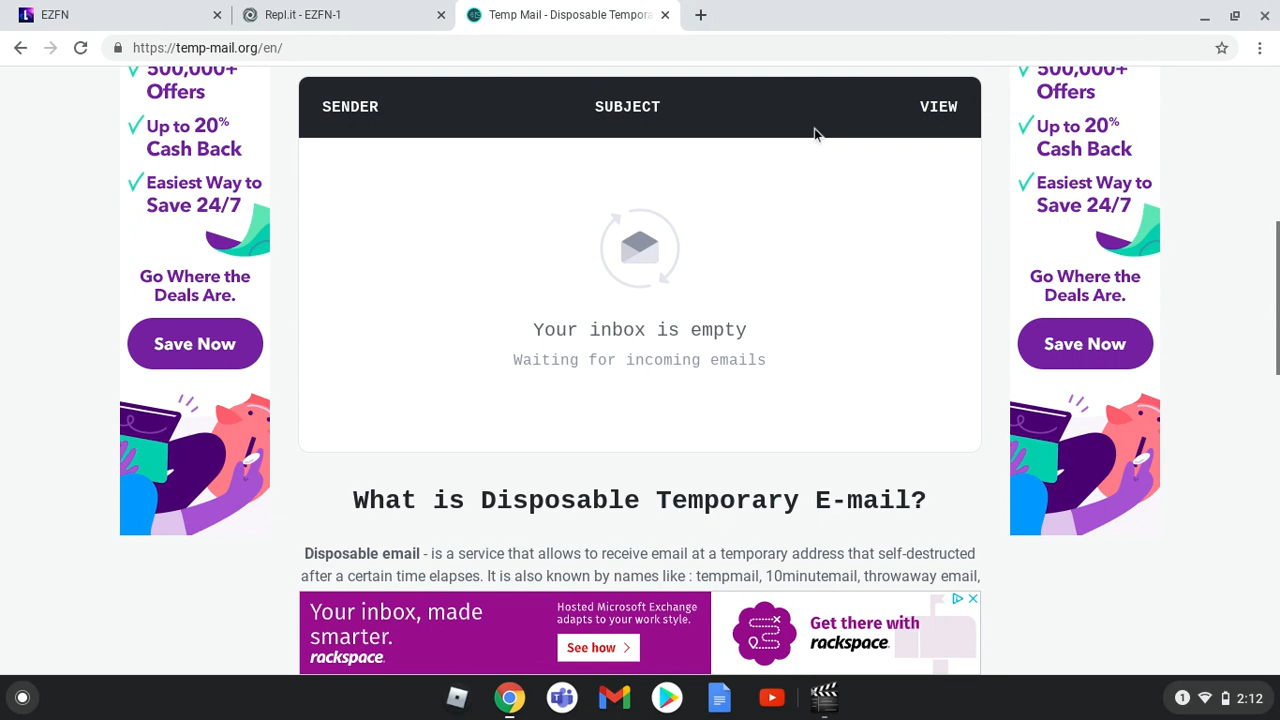 EZFN
Repl.it - EZFN-1
Temp Mail - Disposable Tempora
https://temp-mail.org/en/
500,000+
Offers
Up to 20%
Cash Back
Easiest Way to
Save 24/7
Go Where the
Deals Are.
Save Now
SENDER SUBJECT VIEW
Your inbox is empty
Waiting for incoming emails
What is Disposable Temporary E-mail?
Disposable email - is a service that allows to receive email at a temporary address that self-destructed
after a certain time elapses. It is also known by names like : tempmail, 10minutemail, throwaway email,
500,000+
Offers
Up to 20%
Cash Back
Easiest Way to
Save 24/7
Go Where the
Deals Are.
Save Now
Your inbox, made
smarter.
rackspace.
Hosted Microsoft Exchange
adapts to your work style.
See how
Get there with
rackspace.
1 2:12